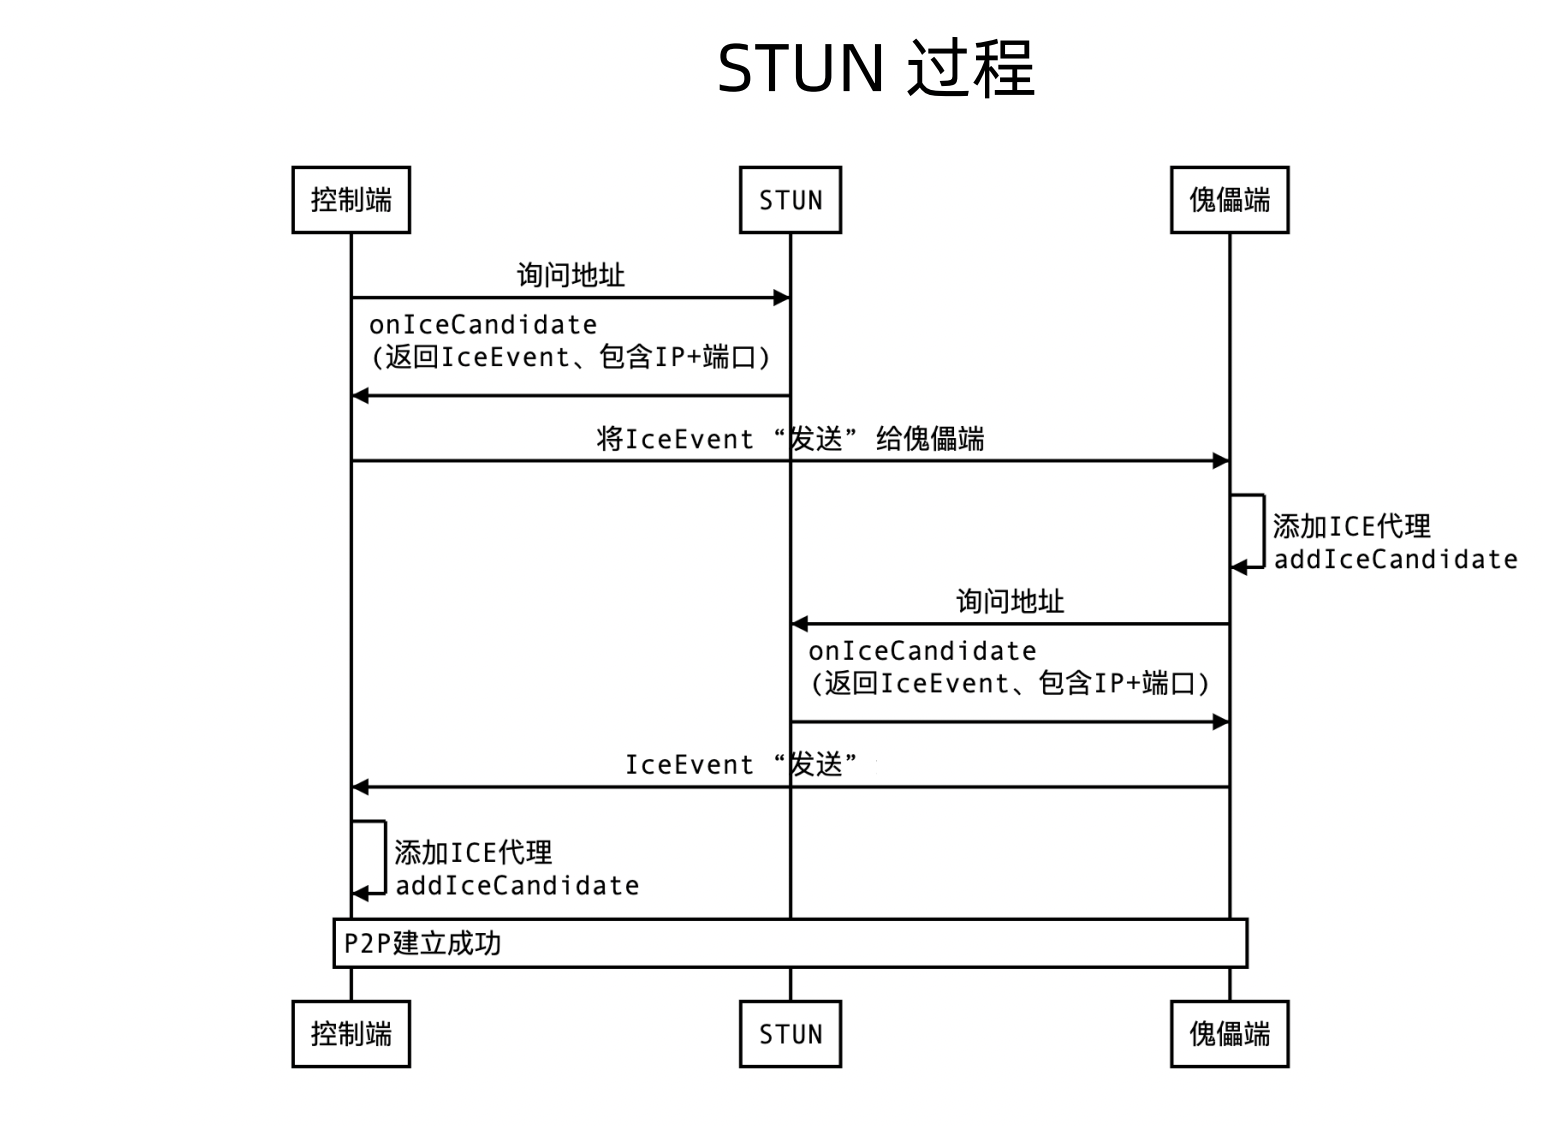 STUN 过程
控制端
STUN
傀儡端
询问地址
onIceCandidate
(返回IceEvent、包含IP+端口)
将IceEvent “发送” 给傀儡端
添加ICE代理
addIceCandidate
询问地址
onIceCandidate
(返回IceEvent、包含IP+端口)
IceEvent “发送”
添加ICE代理
addIceCandidate
P2P建立成功
控制端
STUN
傀儡端